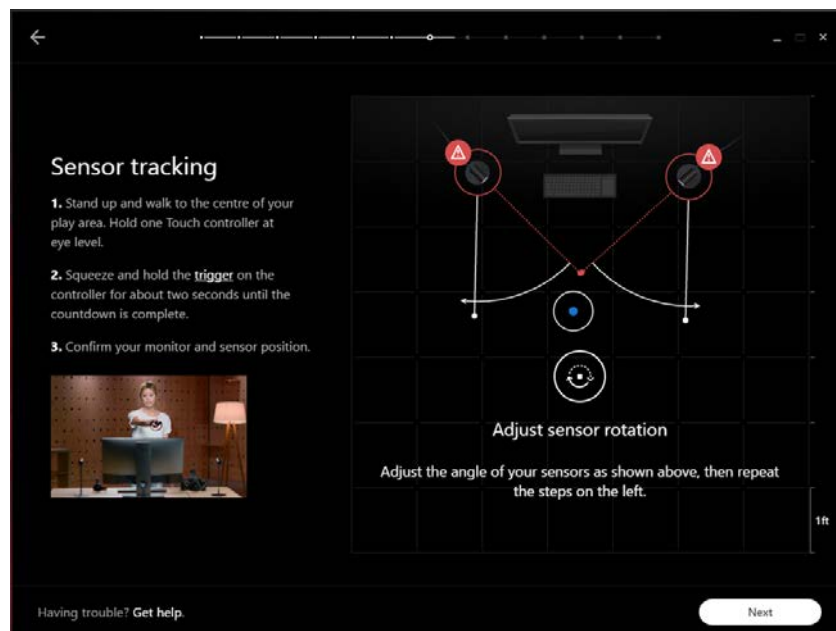 Sensor tracking
1. Stand up and walk to the centre of your
play area. Hold one Touch controller at
eye level.
2. Squeeze and hold the trigger on the
controller for about two seconds until the
countdown is complete.
3. Confirm your monitor and sensor position.
Adjust sensor rotation
Adjust the angle of your sensors as shown above, then repeat
the steps on the left.
1ft
Having trouble? Get help.
Next